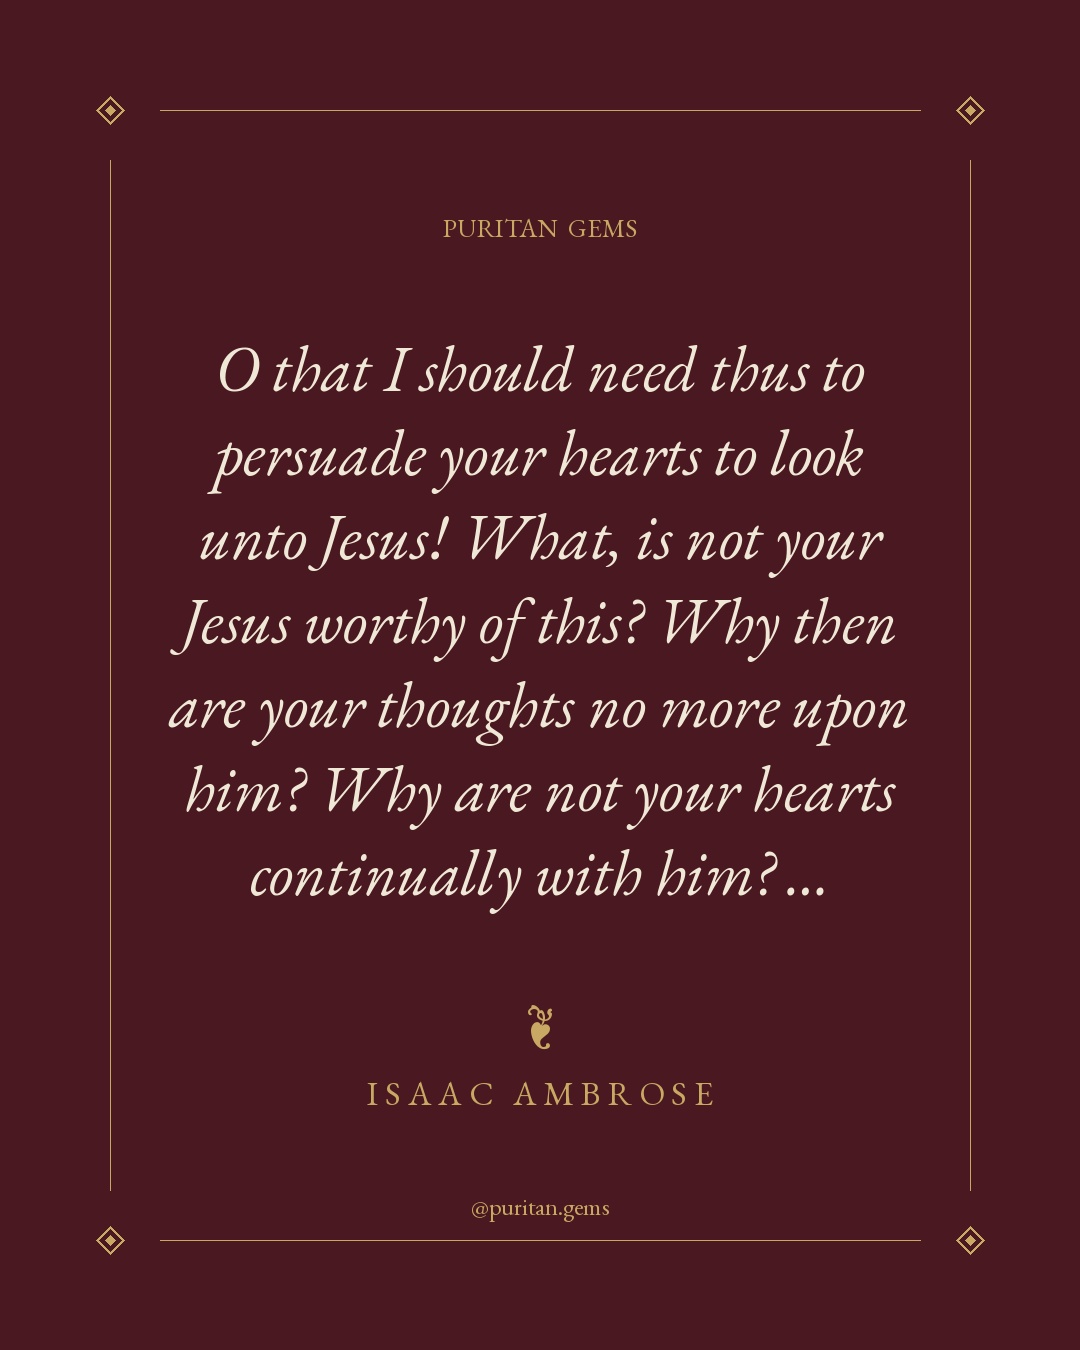 PURITAN GEMS
O that I should need thus to
persuade your hearts to look
unto Jesus! What, is not your
Jesus worthy of this? Why then
are your thoughts no more upon
him? Why are not your hearts
continually with him? ...
ISAAC AMBROSE
@puritan.gems